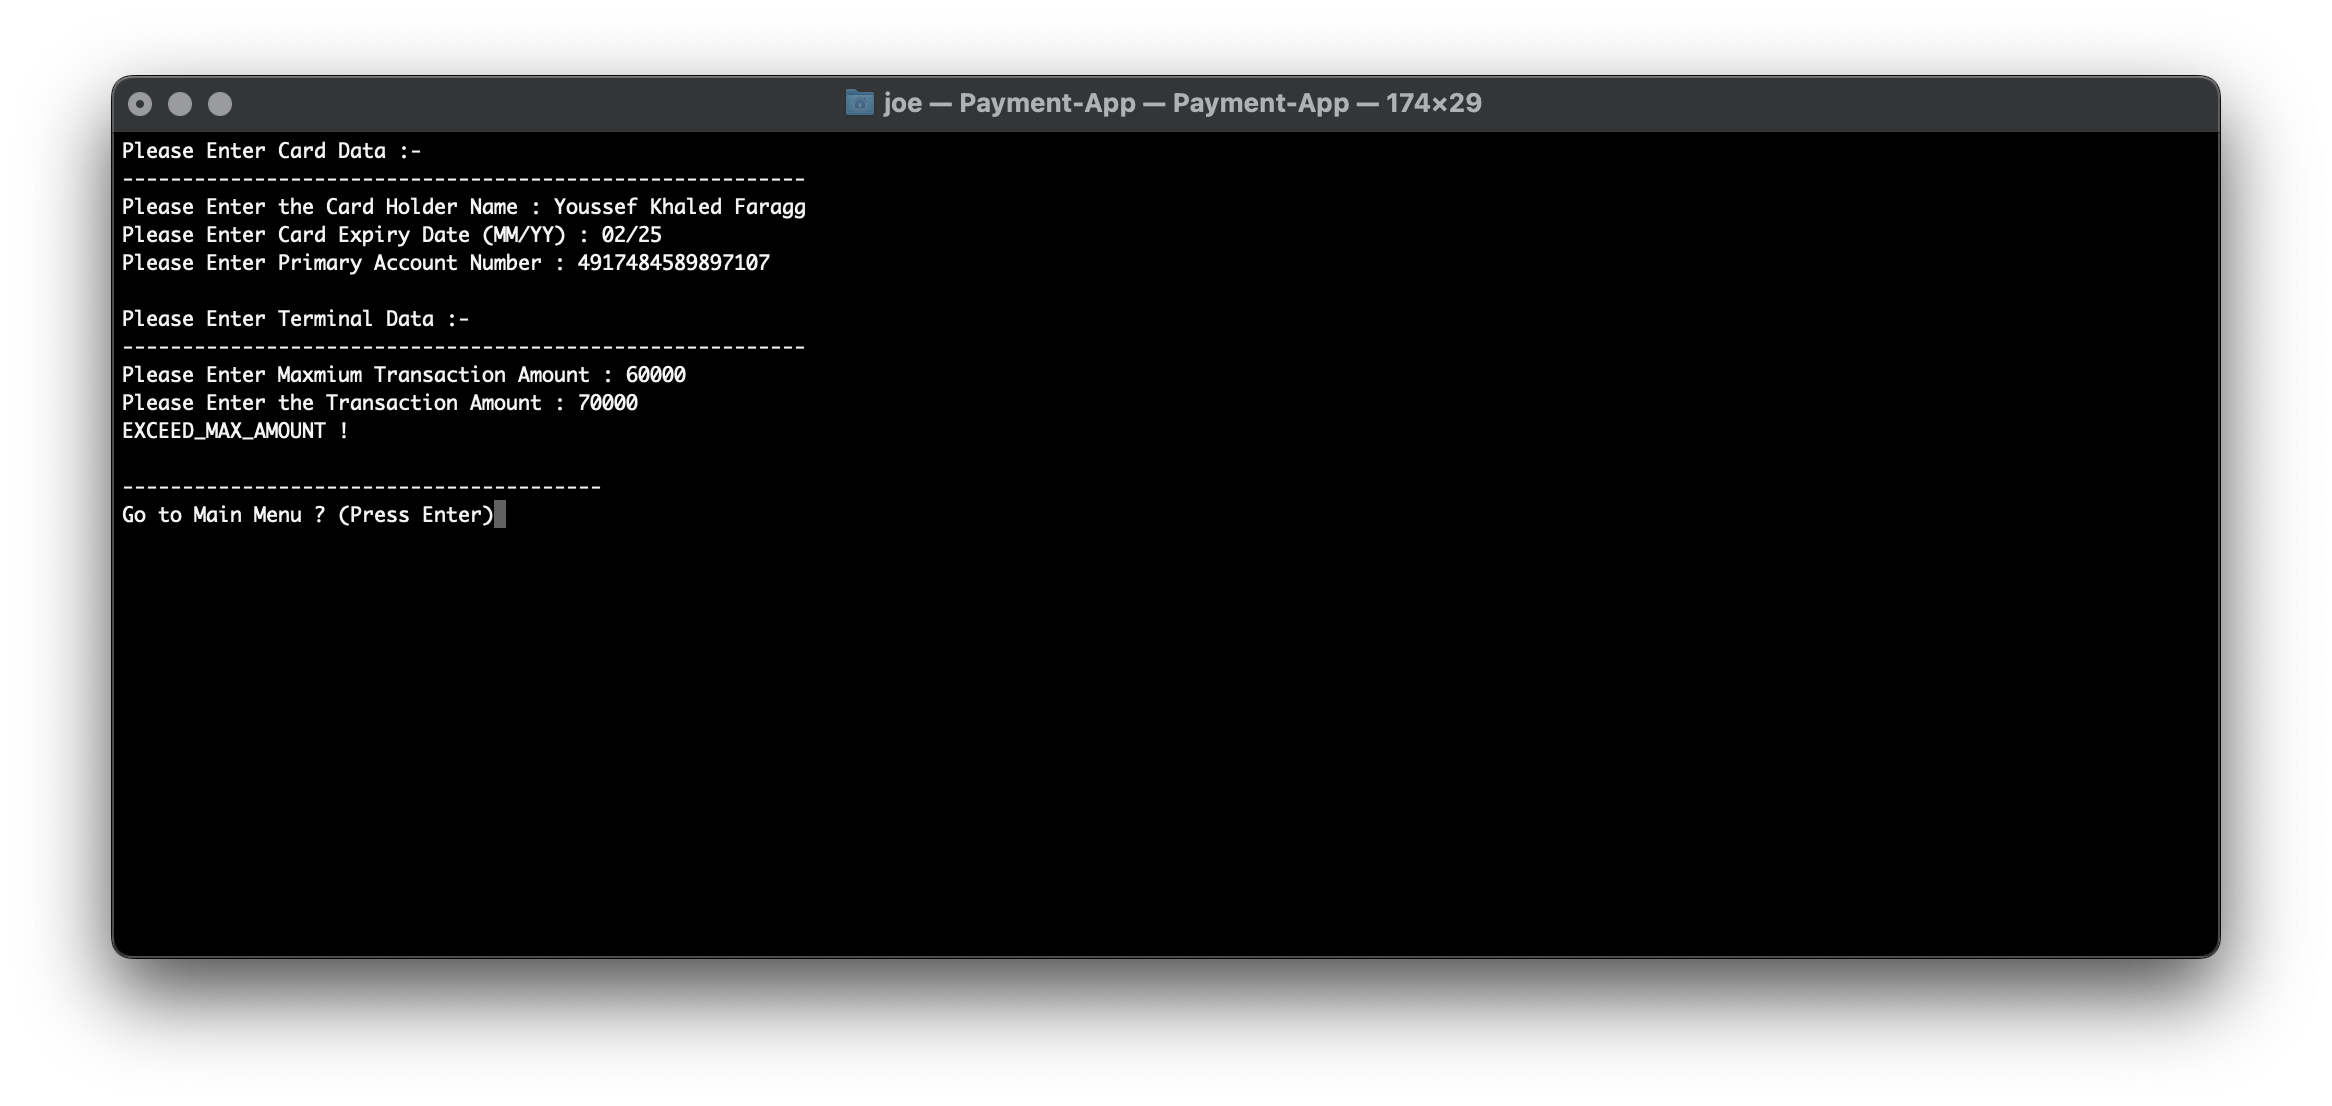 joe — Payment-App — Payment-App — 174×29
Please Enter Card Data :-
---------------------------------------------------------
Please Enter the Card Holder Name : Youssef Khaled Faragg
Please Enter Card Expiry Date (MM/YY) : 02/25
Please Enter Primary Account Number : 4917484589897107
Please Enter Terminal Data :-
---------------------------------------------------------
Please Enter Maxmium Transaction Amount : 60000
Please Enter the Transaction Amount : 70000
EXCEED_MAX_AMOUNT !
----------------------------------------
Go to Main Menu ? (Press Enter)